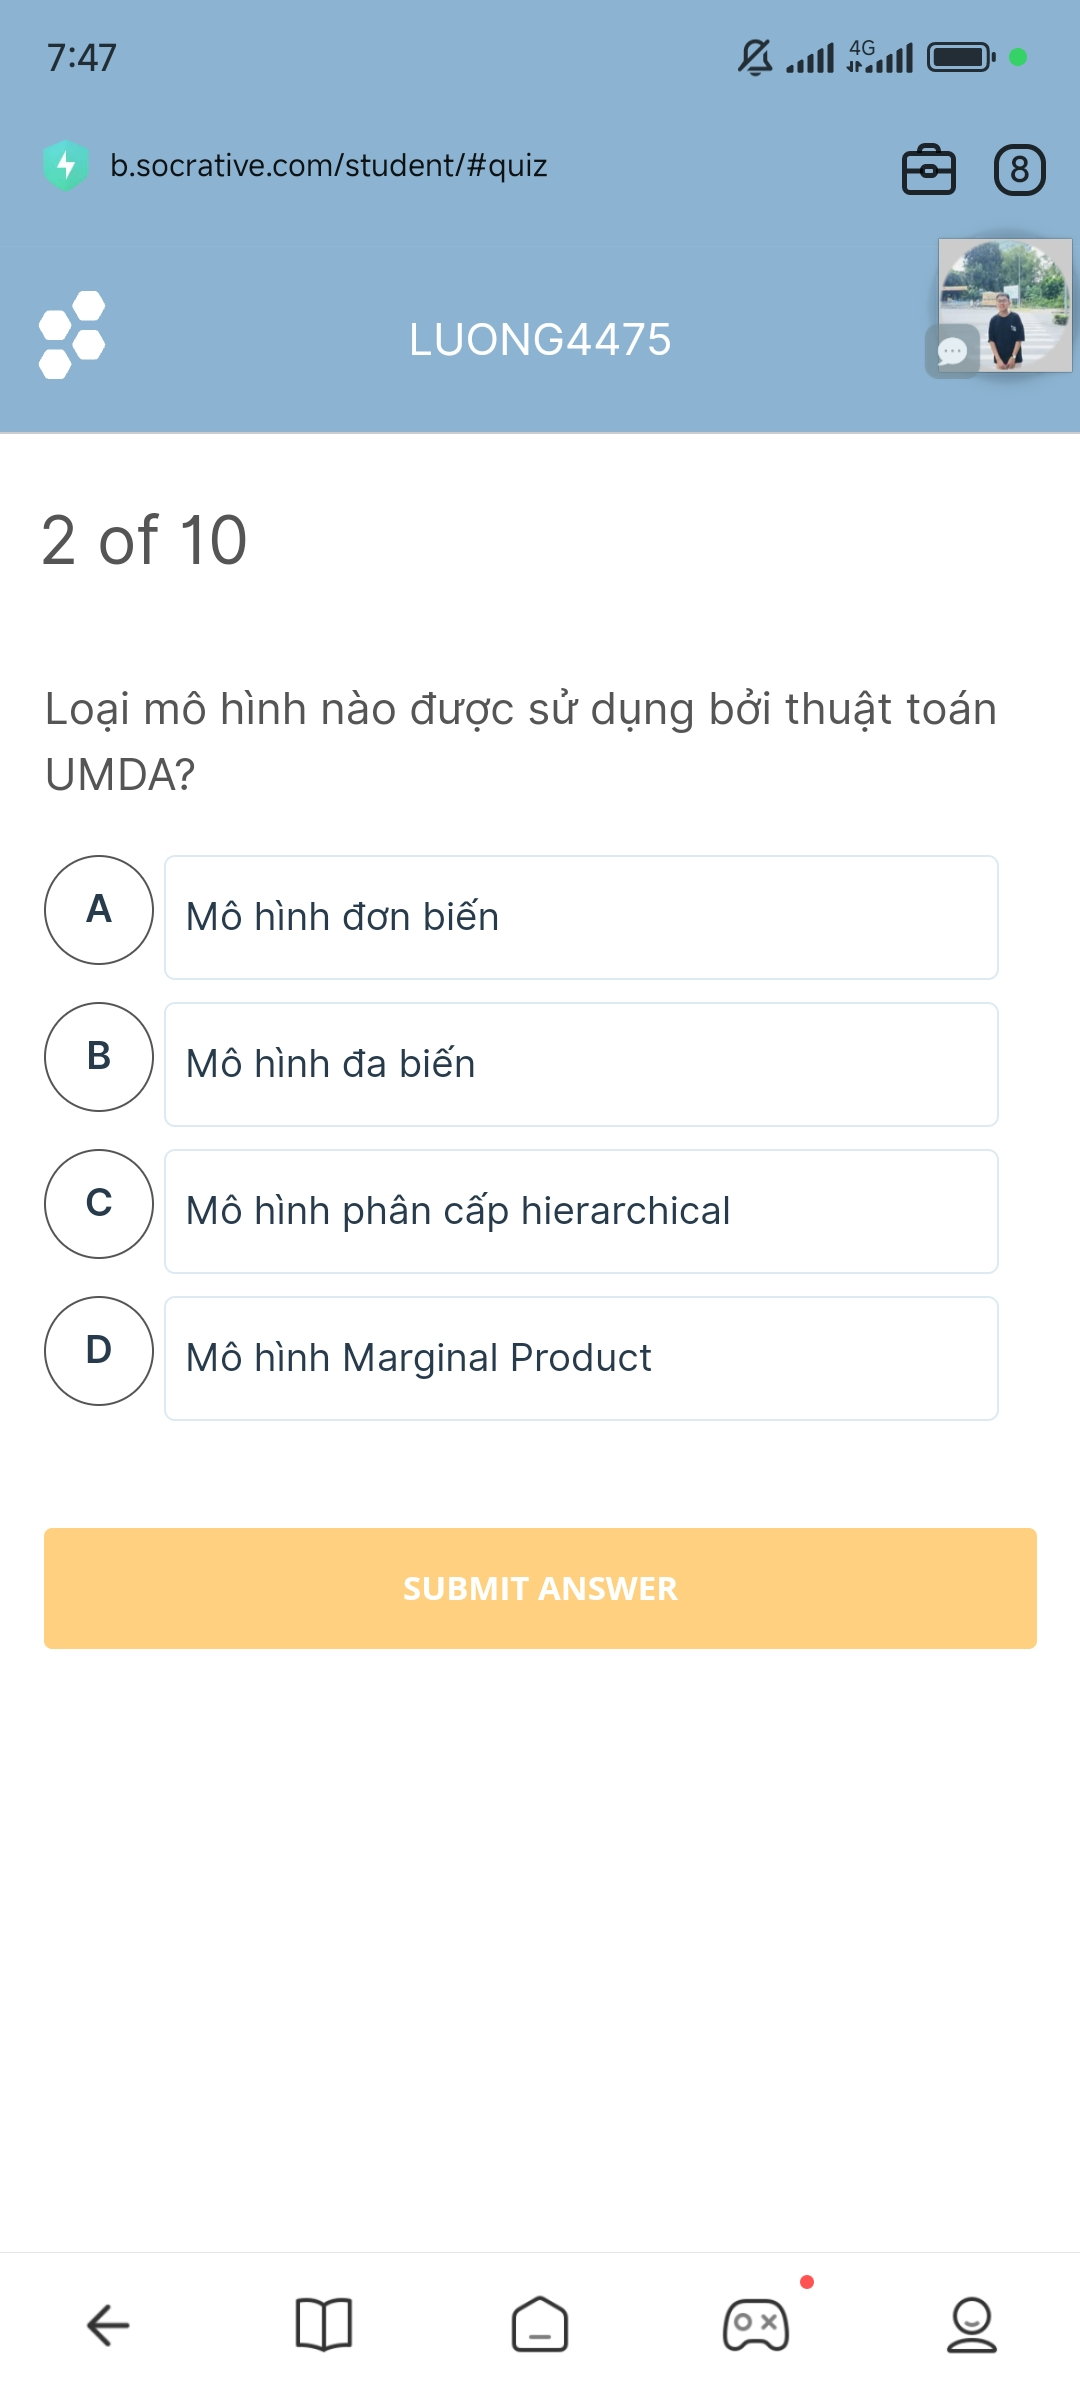 7:47
4G
b.socrative.com/student/#quiz
8
LUONG4475
2 of 10
Loại mô hình nào được sử dụng bởi thuật toán
UMDA?
A
Mô hình đơn biến
B
Mô hình đa biến
C
Mô hình phân cấp hierarchical
D
Mô hình Marginal Product
SUBMIT ANSWER